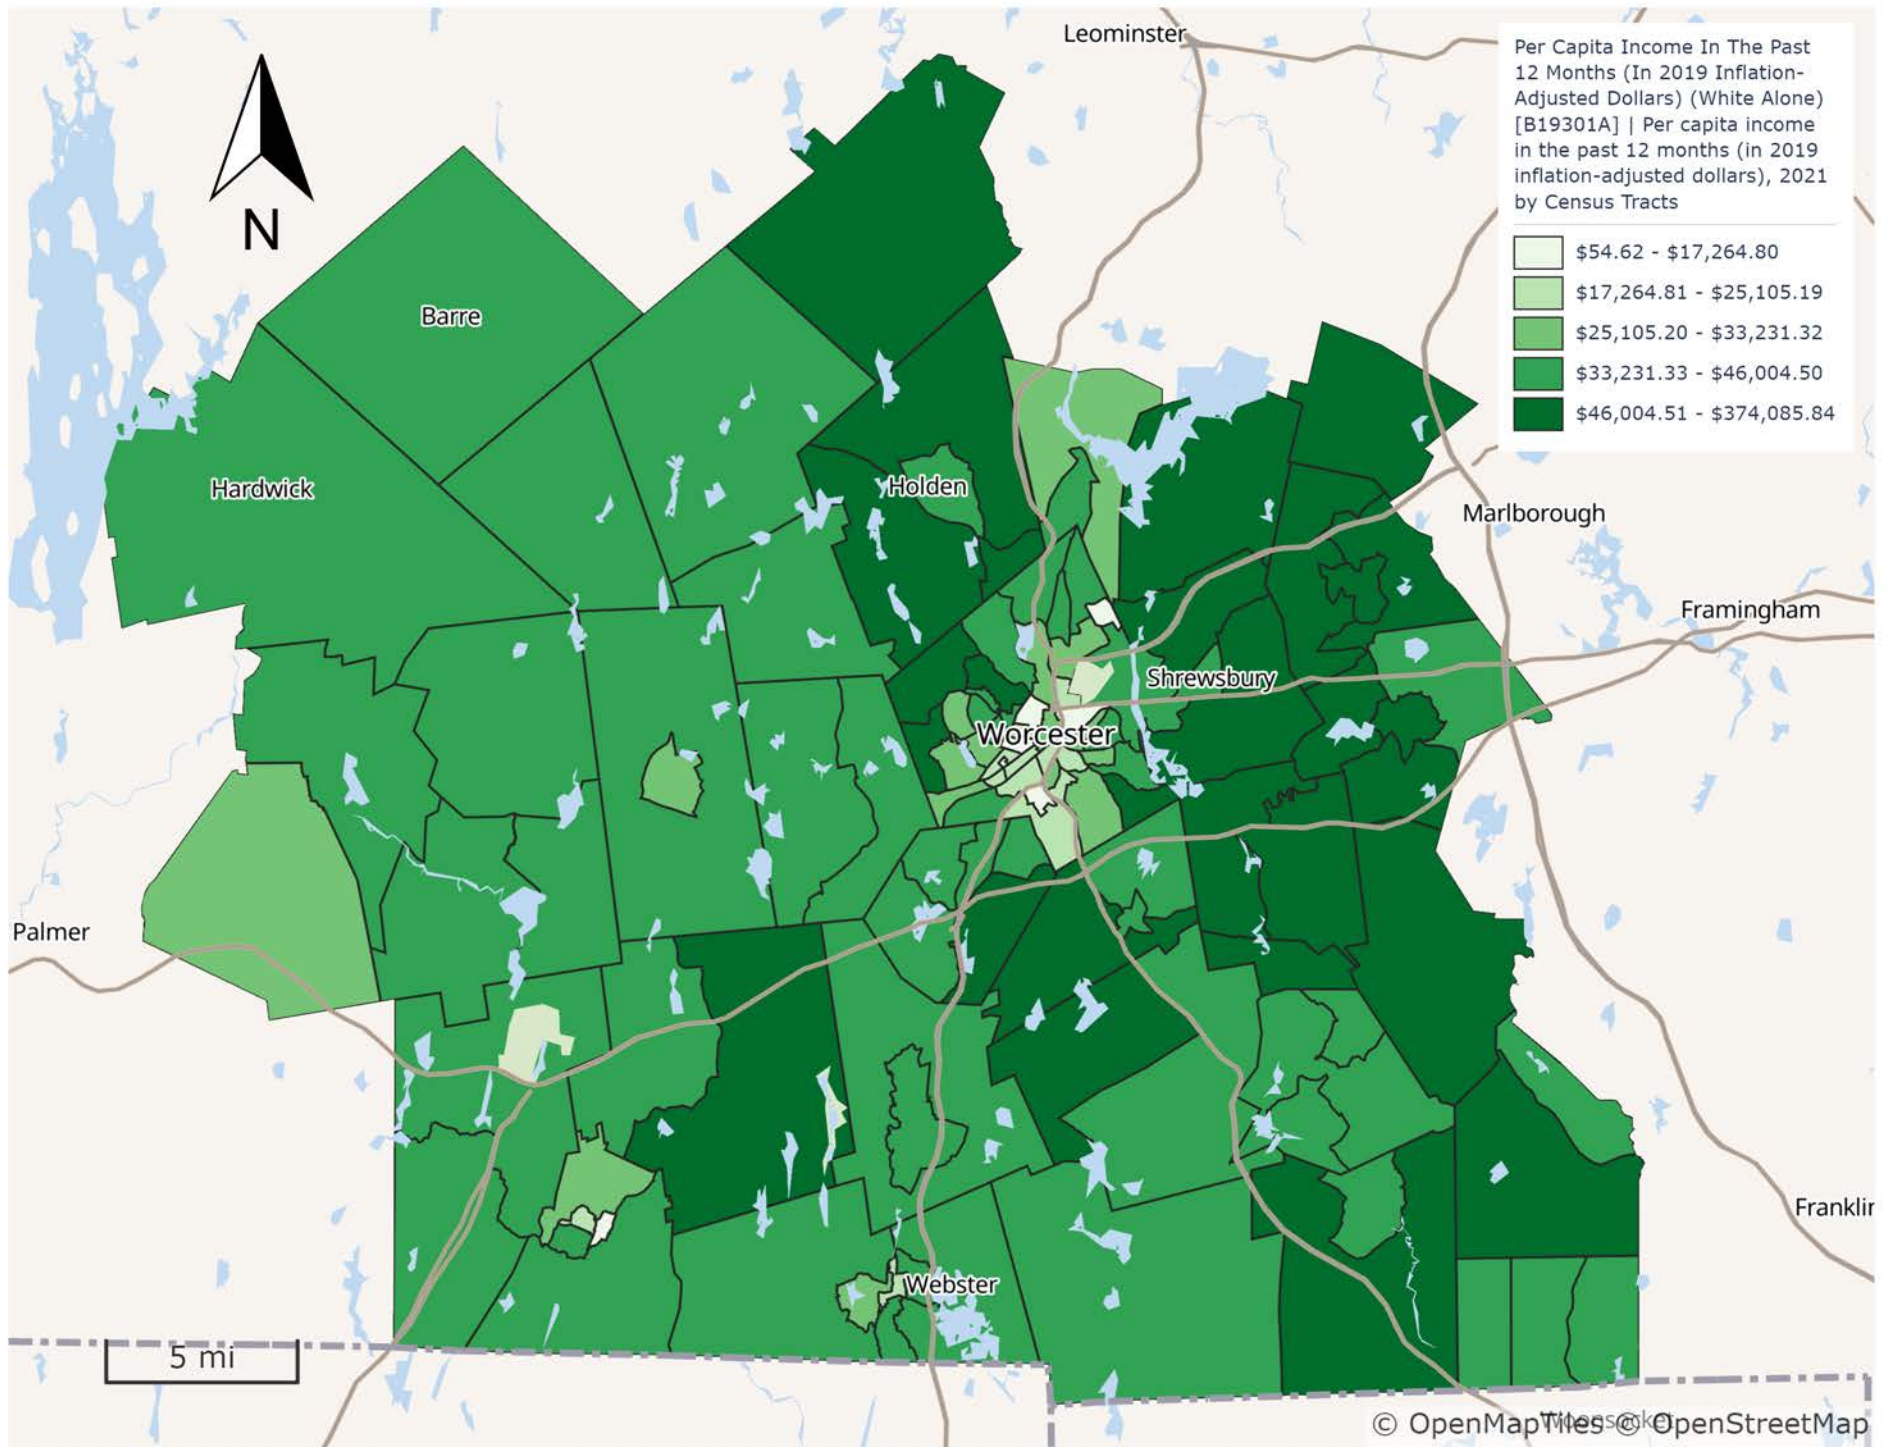 Leominster
Per Capita Income In The Past
12 Months (In 2019 Inflation-
Adjusted Dollars) (White Alone)
[B19301A] | Per capita income
in the past 12 months (in 2019
inflation-adjusted dollars), 2021
by Census Tracts
$54.62 - $17,264.80
$17,264.81 - $25,105.19
$25,105.20 - $33,231.32
$33,231.33 - $46,004.50
$46,004.51 - $374,085.84
N
Barre
Hardwick
Holden
Marlborough
Framingham
Shrewsbury
Worcester
Palmer
Franklin
Webster
5 mi
Woonsocket
© OpenMapTiles © OpenStreetMap